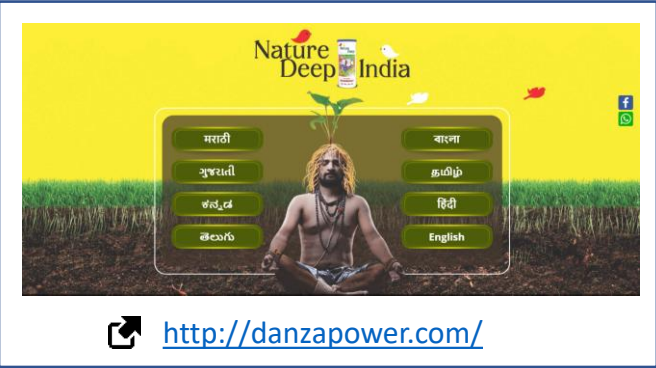 Nature
Deep India
मराठी
ગુજરાતી
ಕನ್ನಡ
తెలుగు
বাংলা
தமிழ்
हिंदी
English
http://danzapower.com/